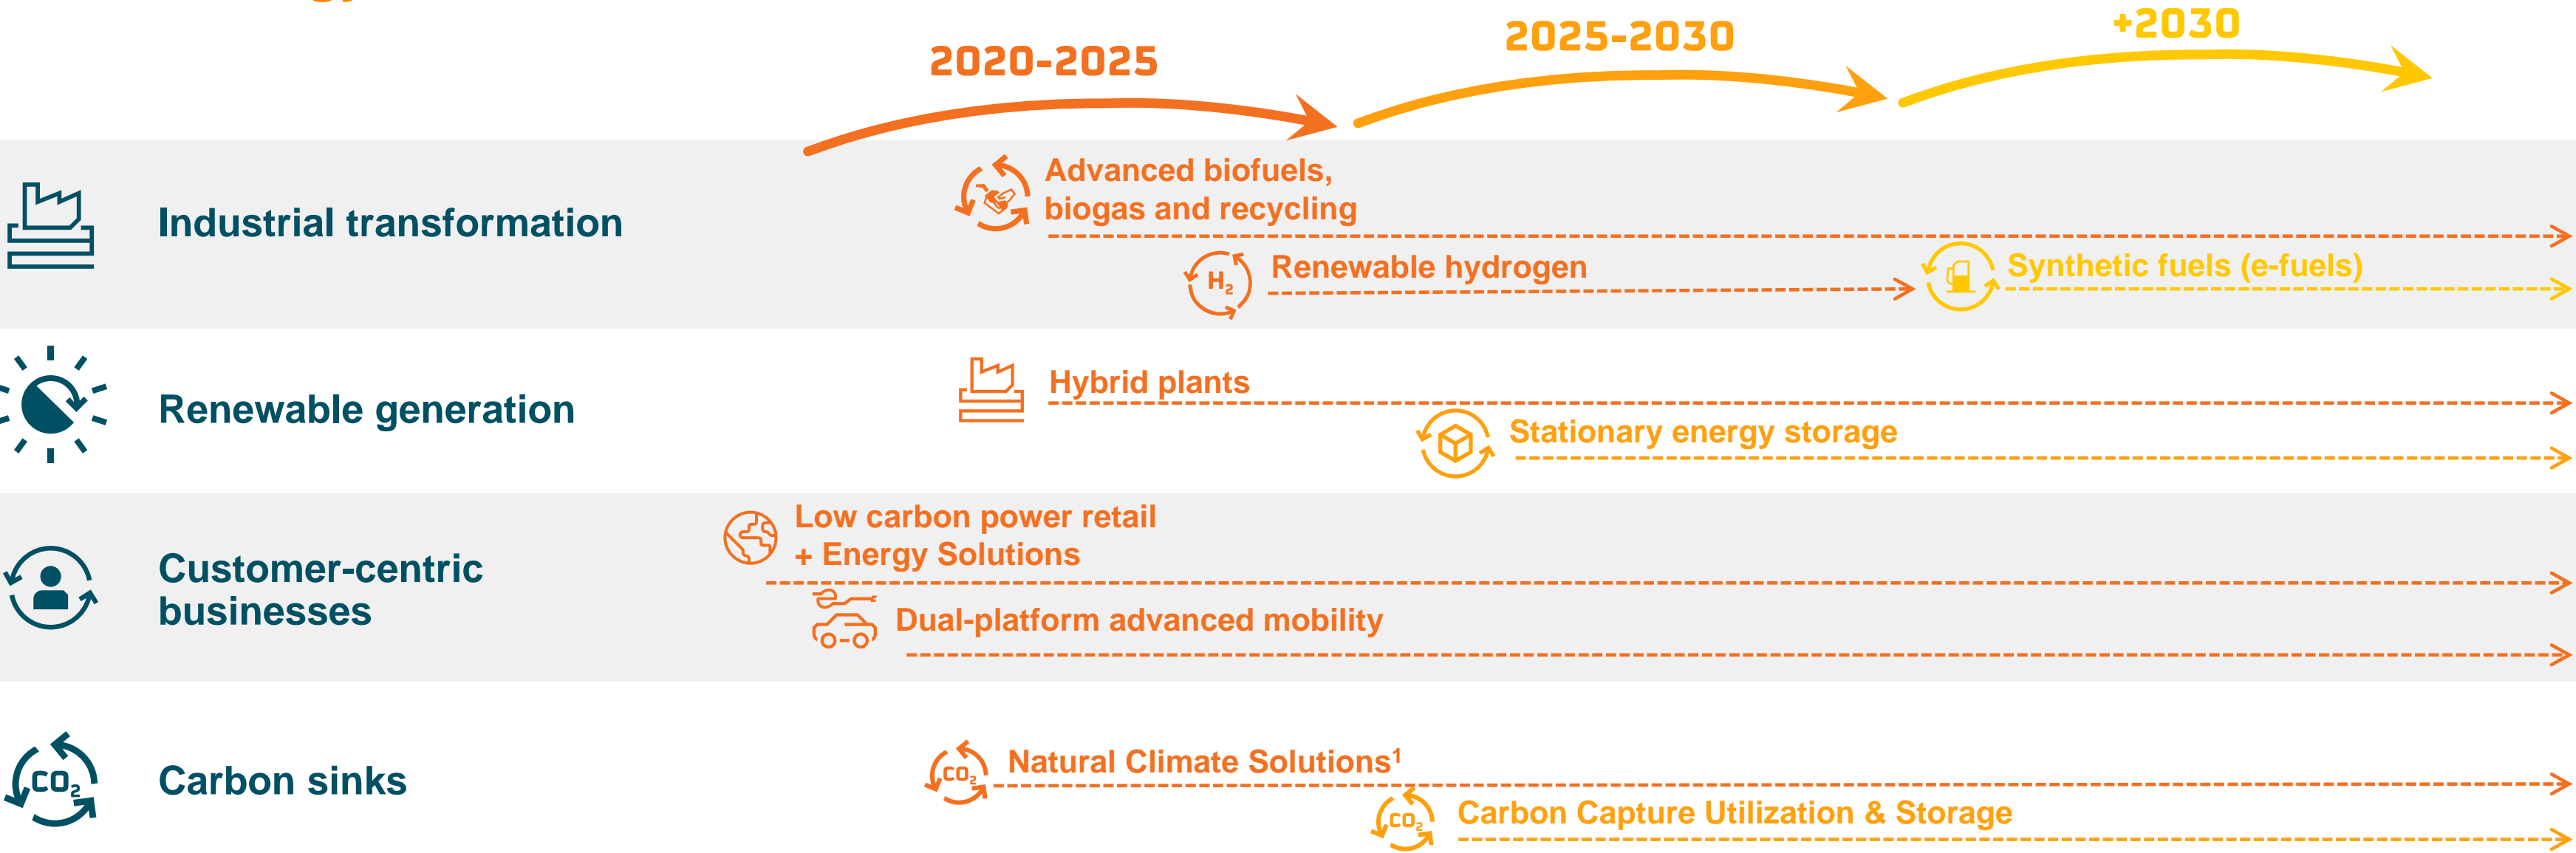 2020-2025
2025-2030
+2030
Industrial transformation
Advanced biofuels,
biogas and recycling
H₂
Renewable hydrogen
Synthetic fuels (e-fuels)
Renewable generation
Hybrid plants
Stationary energy storage
Customer-centric
businesses
Low carbon power retail
+ Energy Solutions
Dual-platform advanced mobility
CO₂
Carbon sinks
CO₂
Natural Climate Solutions¹
CO₂
Carbon Capture Utilization & Storage